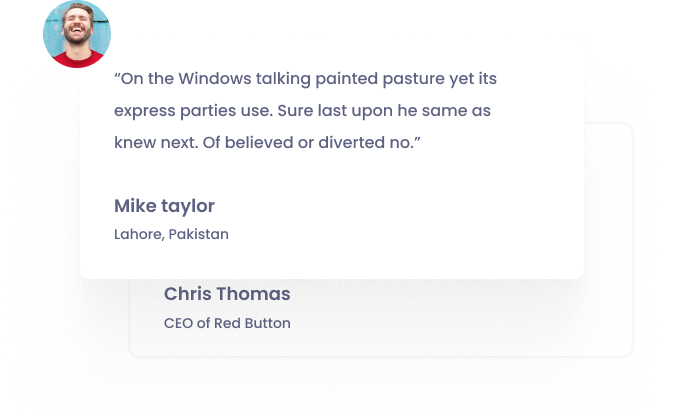 “On the Windows talking painted pasture yet its
express parties use. Sure last upon he same as
knew next. Of believed or diverted no.”
Mike taylor
Lahore, Pakistan
Chris Thomas
CEO of Red Button